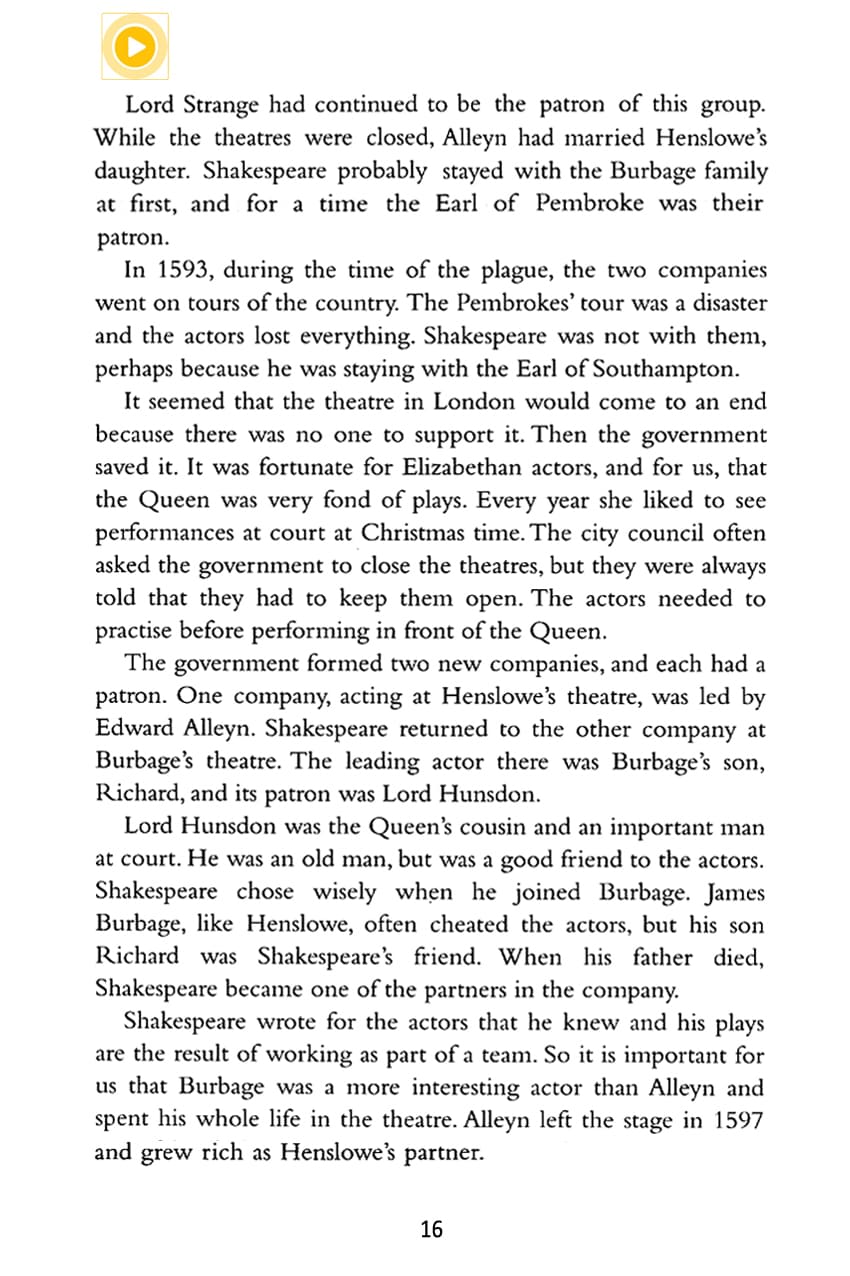 Lord Strange had continued to be the patron of this group.
While the theatres were closed, Alleyn had married Henslowe's
daughter. Shakespeare probably stayed with the Burbage family
at first, and for a time the Earl of Pembroke was their
patron.
In 1593, during the time of the plague, the two companies
went on tours of the country. The Pembrokes' tour was a disaster
and the actors lost everything. Shakespeare was not with them,
perhaps because he was staying with the Earl of Southampton.
It seemed that the theatre in London would come to an end
because there was no one to support it. Then the government
saved it. It was fortunate for Elizabethan actors, and for us, that
the Queen was very fond of plays. Every year she liked to see
performances at court at Christmas time. The city council often
asked the government to close the theatres, but they were always
told that they had to keep them open. The actors needed to
practise before performing in front of the Queen.
The government formed two new companies, and each had a
patron. One company, acting at Henslowe's theatre, was led by
Edward Alleyn. Shakespeare returned to the other company at
Burbage's theatre. The leading actor there was Burbage's son,
Richard, and its patron was Lord Hunsdon.
Lord Hunsdon was the Queen's cousin and an important man
at court. He was an old man, but was a good friend to the actors.
Shakespeare chose wisely when he joined Burbage. James
Burbage, like Henslowe, often cheated the actors, but his son
Richard was Shakespeare's friend. When his father died,
Shakespeare became one of the partners in the company.
Shakespeare wrote for the actors that he knew and his plays
are the result of working as part of a team. So it is important for
us that Burbage was a more interesting actor than Alleyn and
spent his whole life in the theatre. Alleyn left the stage in 1597
and grew rich as Henslowe's partner.
16